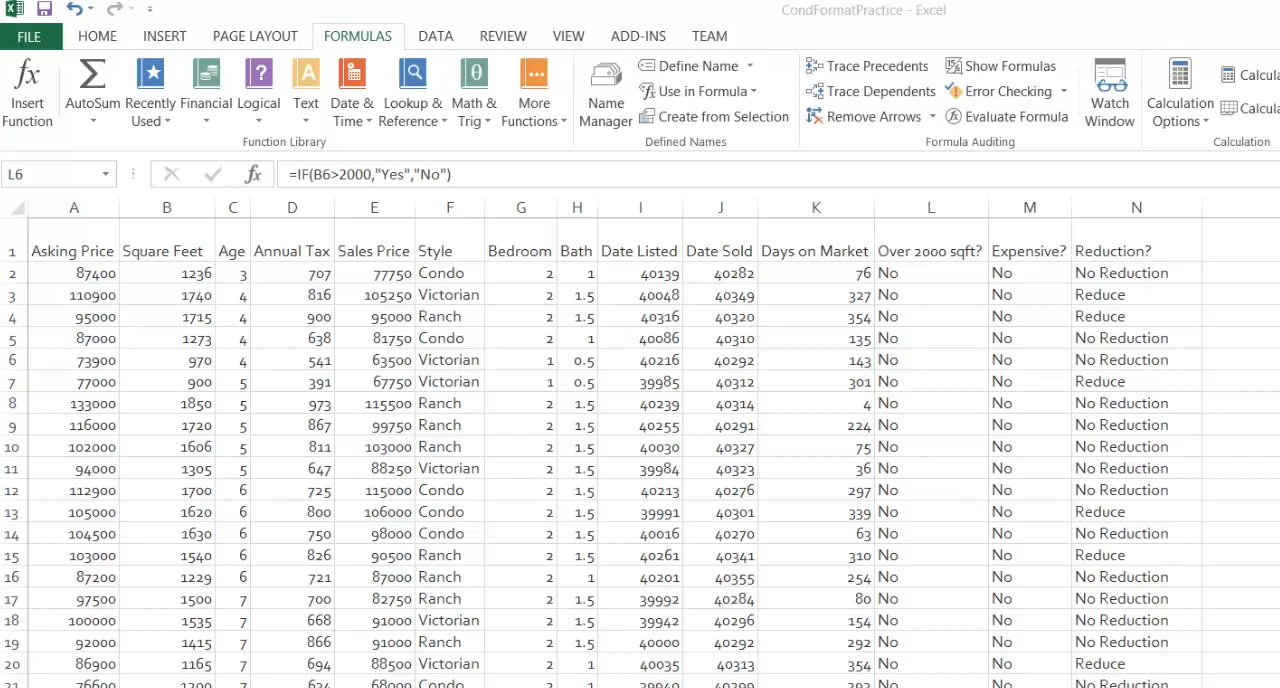 CondFormatPractice - Excel
FILE HOME INSERT PAGE LAYOUT FORMULAS DATA REVIEW VIEW ADD-INS TEAM
Insert Function AutoSum Recently Used Financial Logical Text Date & Time Lookup & Reference Math & Trig More Functions
Function Library
Name Manager
Define Name
Use in Formula
Create from Selection
Defined Names
Trace Precedents Show Formulas
Trace Dependents Error Checking
Remove Arrows Evaluate Formula
Formula Auditing
Watch Window
Calculation Options
Calcula
Calcula
Calculation
L6 fx =IF(B6>2000,"Yes","No")
A B C D E F G H I J K L M N
1 Asking Price Square Feet Age Annual Tax Sales Price Style Bedroom Bath Date Listed Date Sold Days on Market Over 2000 sqft? Expensive? Reduction?
2 87400 1236 3 707 77750 Condo 2 1 40139 40282 76 No No No Reduction
3 110900 1740 4 816 105250 Victorian 2 1.5 40048 40349 327 No No Reduce
4 95000 1715 4 900 95000 Ranch 2 1.5 40316 40320 354 No No Reduce
5 87000 1273 4 638 81750 Condo 2 1 40086 40310 135 No No No Reduction
6 73900 970 4 541 63500 Victorian 1 0.5 40216 40292 143 No No No Reduction
7 77000 900 5 391 67750 Victorian 1 0.5 39985 40312 301 No No Reduce
8 133000 1850 5 973 115500 Ranch 2 1.5 40239 40314 4 No No No Reduction
9 116000 1720 5 867 99750 Ranch 2 1.5 40255 40291 224 No No No Reduction
10 102000 1606 5 811 103000 Ranch 2 1.5 40030 40327 75 No No No Reduction
11 94000 1305 5 647 88250 Victorian 2 1.5 39984 40323 36 No No No Reduction
12 112900 1700 6 725 115000 Condo 2 1.5 40213 40276 297 No No No Reduction
13 105000 1620 6 800 106000 Condo 2 1.5 39991 40301 339 No No Reduce
14 104500 1630 6 750 98000 Condo 2 1.5 40016 40270 63 No No No Reduction
15 103000 1540 6 826 90500 Ranch 2 1.5 40261 40341 310 No No Reduce
16 87200 1229 6 721 87000 Ranch 2 1 40201 40355 254 No No No Reduction
17 97500 1500 7 700 82750 Ranch 2 1.5 39992 40284 80 No No No Reduction
18 100000 1535 7 668 91000 Victorian 2 1.5 39942 40296 154 No No No Reduction
19 92000 1415 7 866 91000 Ranch 2 1.5 40000 40292 292 No No No Reduction
20 86900 1165 7 694 88500 Victorian 2 1 40035 40313 354 No No Reduce
21 76600 1200 7 634 68000 Condo 2 1 39940 40299 292 No No No Reduction